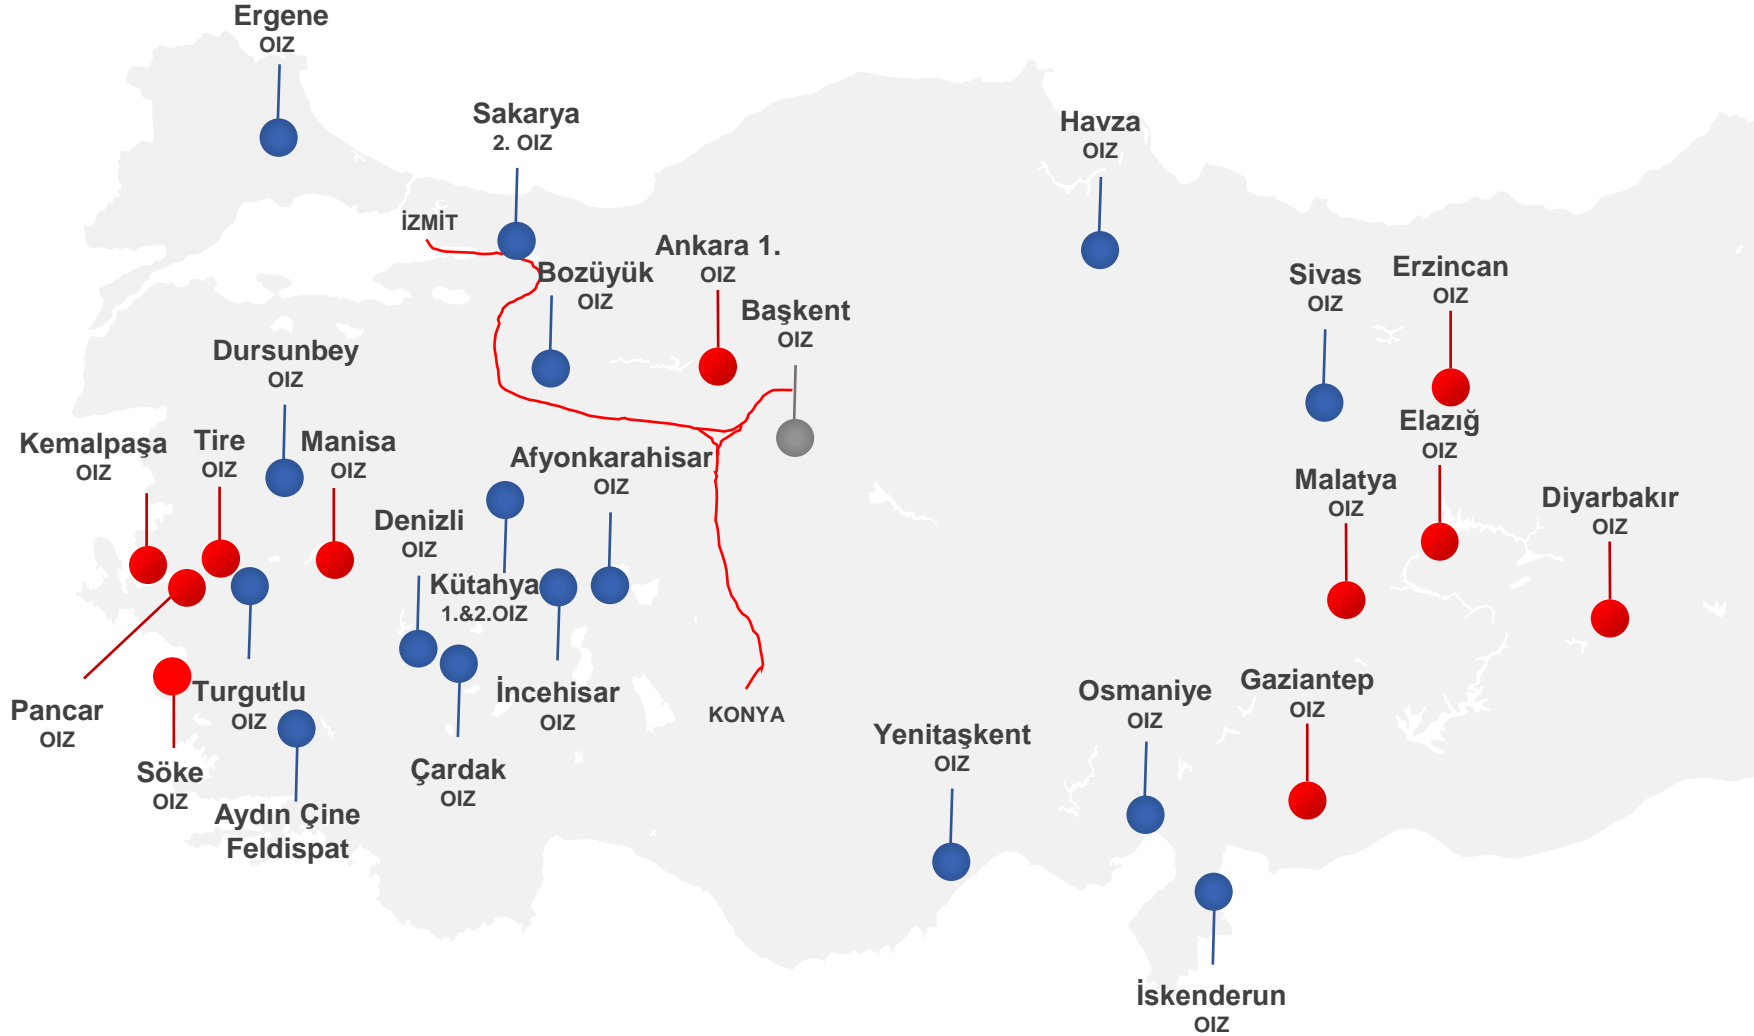 Ergene
OIZ
Sakarya
2. OIZ
Havza
OIZ
İZMİT
Ankara 1.
OIZ
Bozüyük
OIZ
Başkent
OIZ
Sivas
OIZ
Erzincan
OIZ
Dursunbey
OIZ
Elazığ
OIZ
Kemalpaşa
OIZ
Tire
OIZ
Manisa
OIZ
Afyonkarahisar
OIZ
Malatya
OIZ
Diyarbakır
OIZ
Denizli
OIZ
Kütahya
1.&2.OIZ
Pancar
OIZ
Turgutlu
OIZ
İncehisar
OIZ
KONYA
Osmaniye
OIZ
Gaziantep
OIZ
Söke
OIZ
Çardak
OIZ
Yenitaşkent
OIZ
Aydın Çine
Feldispat
İskenderun
OIZ